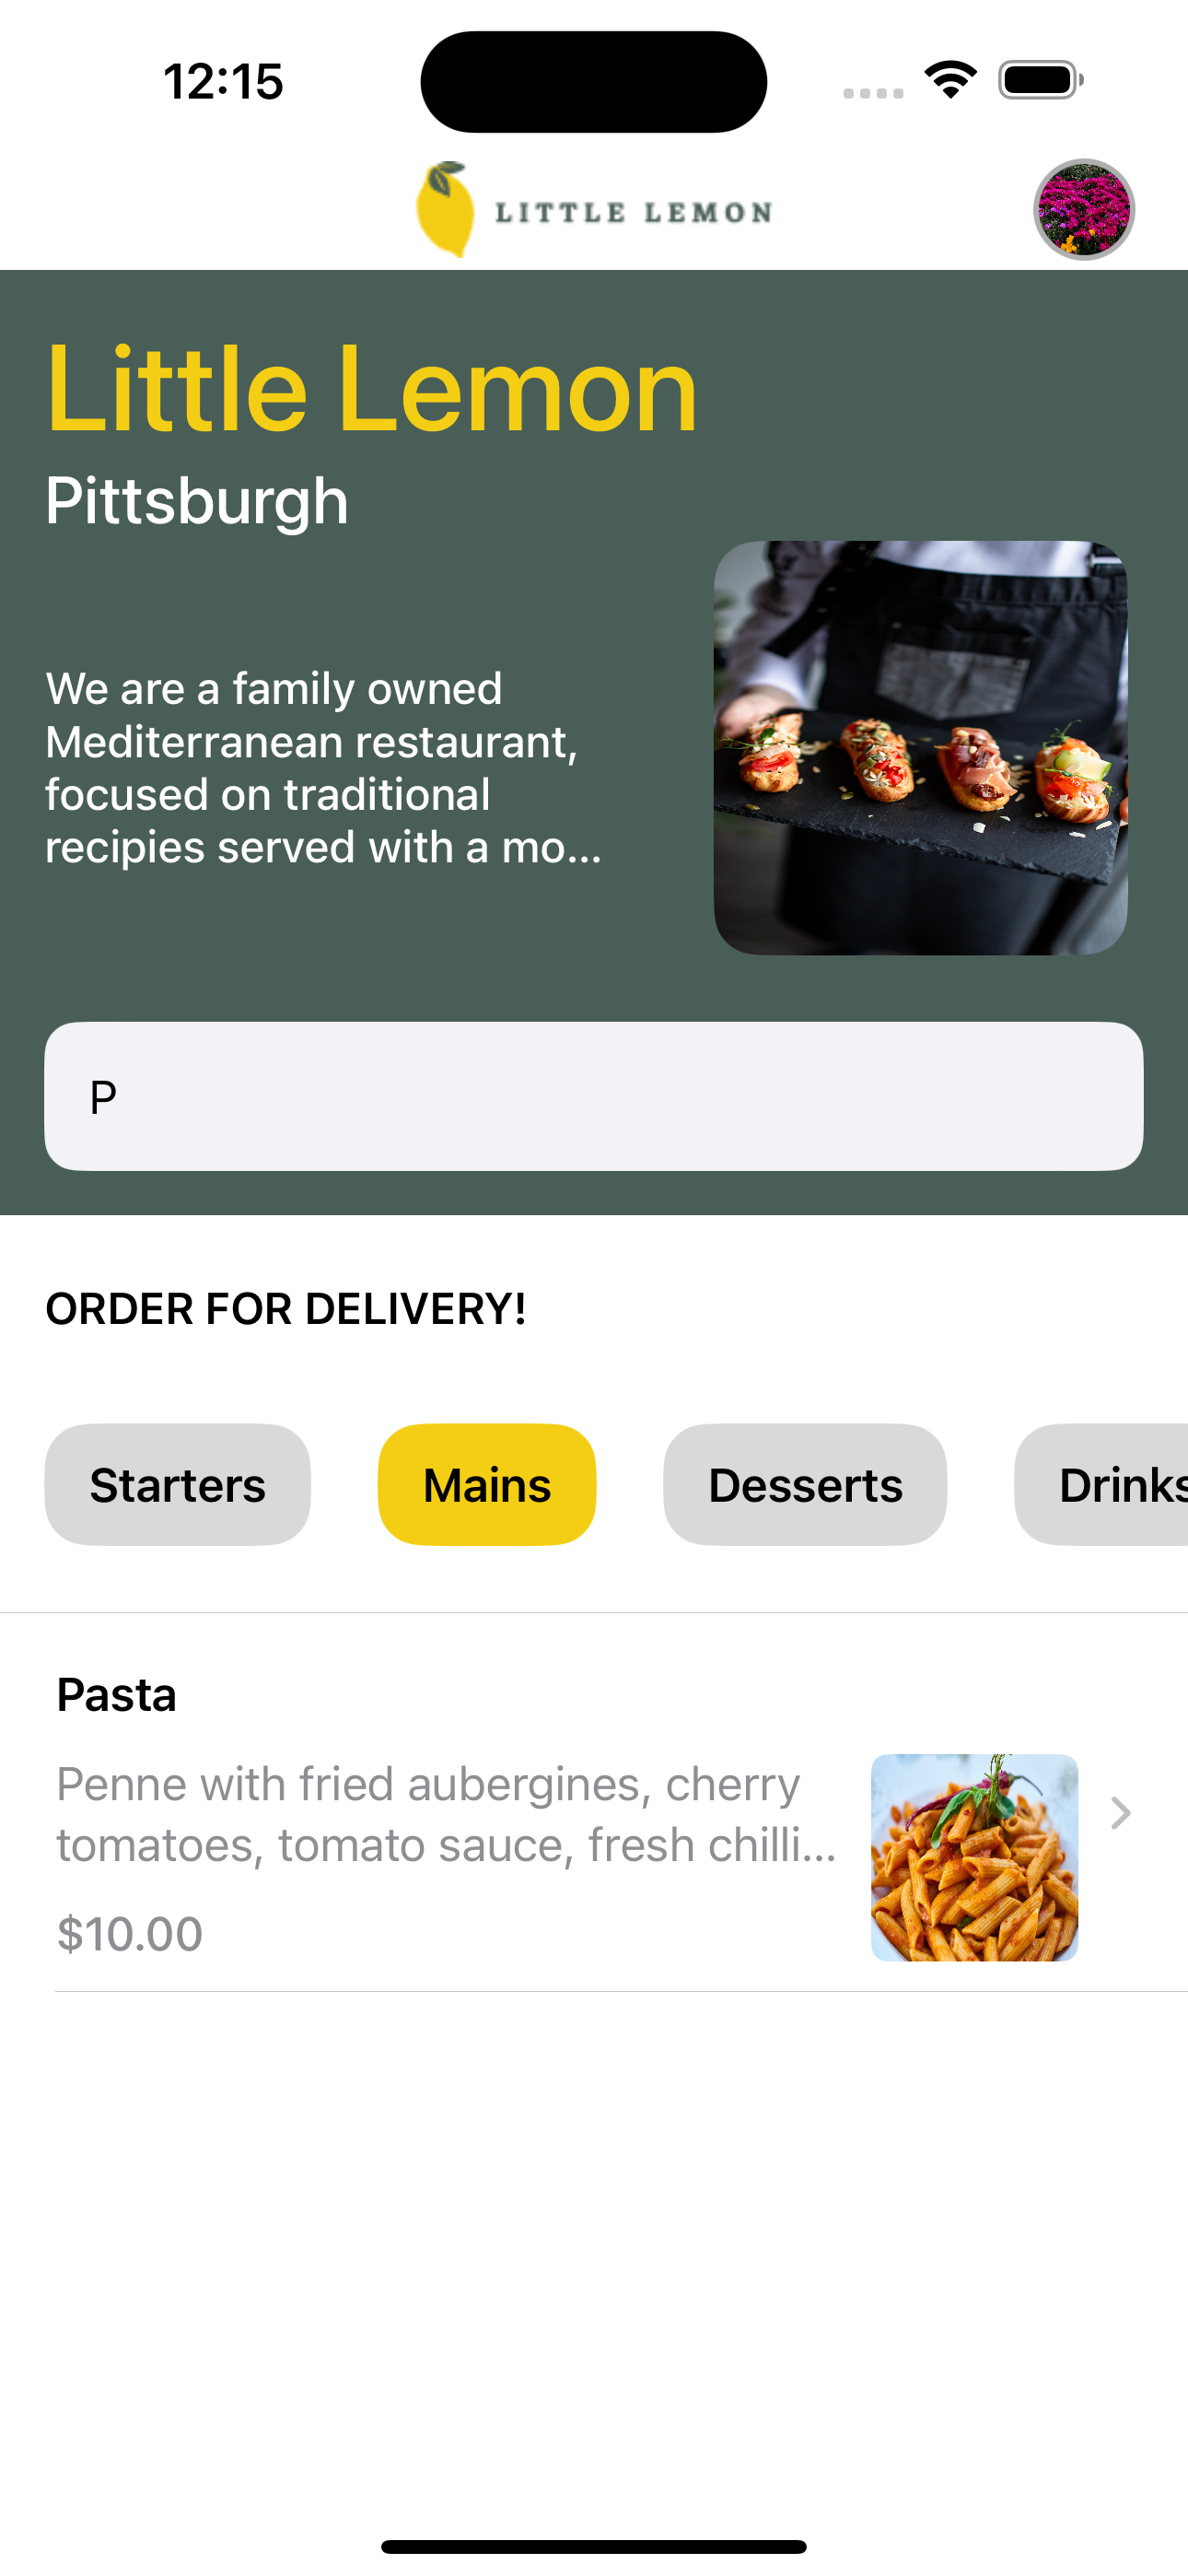 12:15
LITTLE LEMON
Little Lemon
Pittsburgh
We are a family owned
Mediterranean restaurant,
focused on traditional
recipies served with a mo...
P
ORDER FOR DELIVERY!
Starters
Mains
Desserts
Drinks
Pasta
Penne with fried aubergines, cherry
tomatoes, tomato sauce, fresh chilli...
$10.00